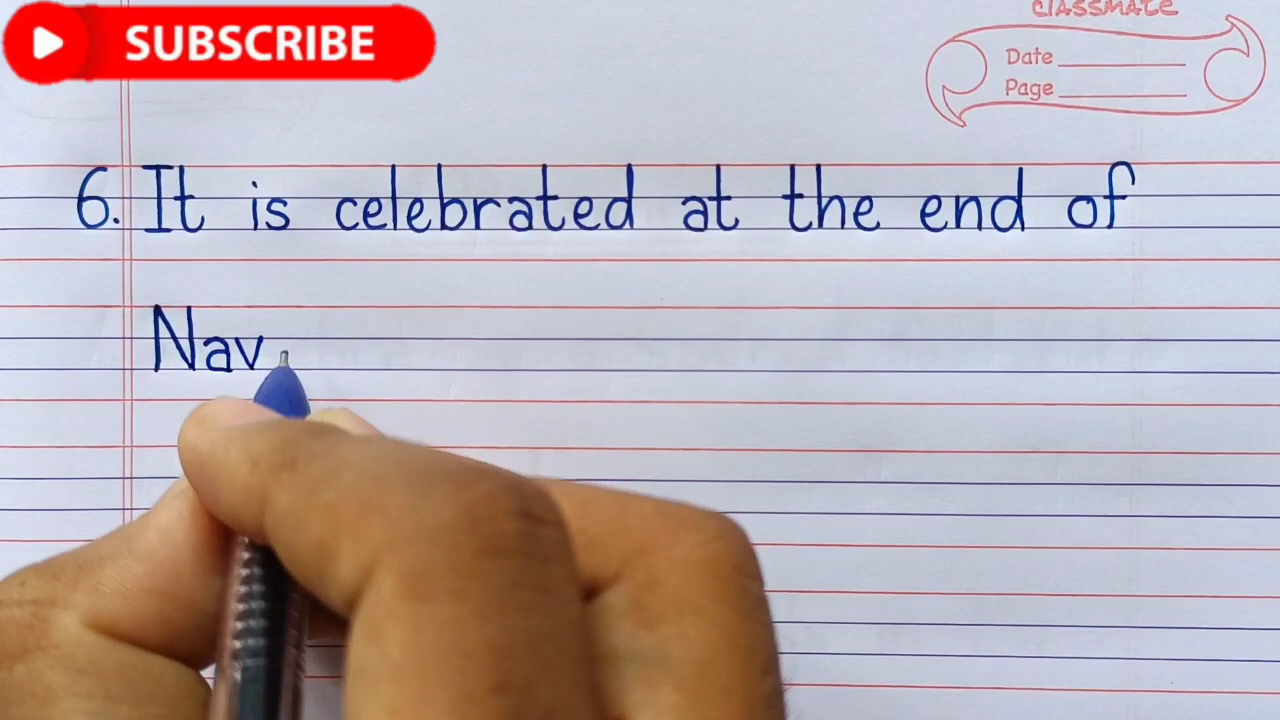 SUBSCRIBE
CLASSMATE
Date
Page
6. It is celebrated at the end of
Nav